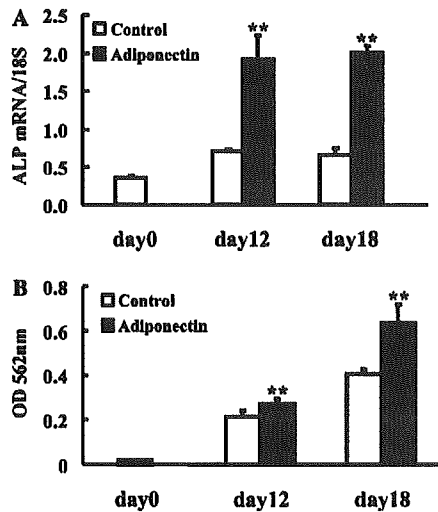 A
2.5
2.0
1.5
1.0
0.5
0.0
ALP mRNA/18S
Control
Adiponectin
**
**
day0 day12 day18
B
0.8
0.6
0.4
0.2
0
OD 562nm
Control
Adiponectin
**
**
day0 day12 day18